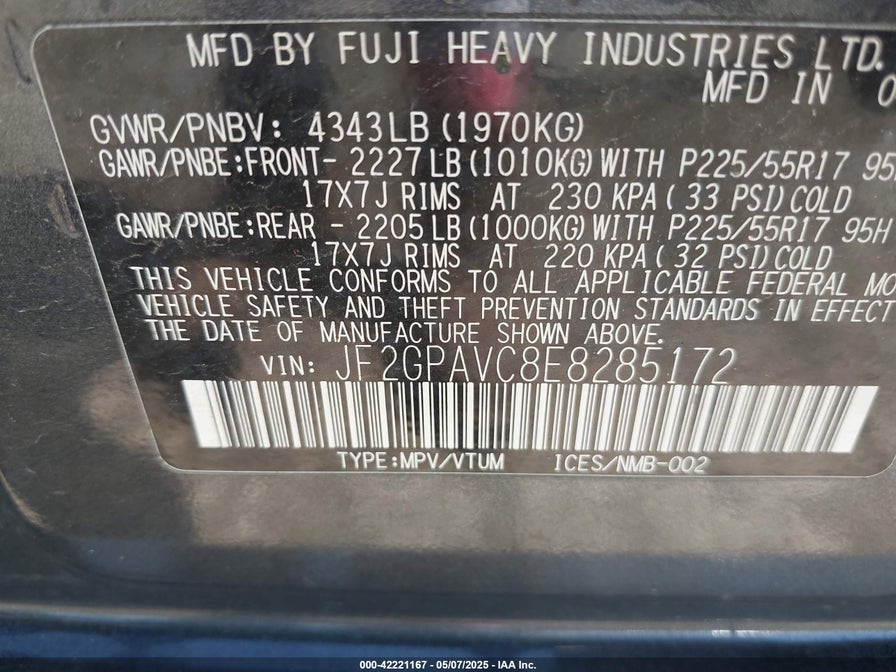 MFD BY FUJI HEAVY INDUSTRIES LTD.
MFD IN 0
GVWR/PNBV: 4343LB(1970KG)
GAWR/PNBE:FRONT- 2227 LB(1010KG)WITH P225/55R17 95H
17X7J RIMS AT 230 KPA( 33 PSI)COLD
GAWR/PNBE:REAR - 2205 LB(1000KG)WITH P225/55R17 95H
17X7J RIMS AT 220 KPA( 32 PSI)COLD
THIS VEHICLE CONFORMS TO ALL APPLICABLE FEDERAL MO
VEHICLE SAFETY AND THEFT PREVENTION STANDARDS IN EFFECT
THE DATE OF MANUFACTURE SHOWN ABOVE.
VIN: JF2GPAVC8E8285172
TYPE:MPV/VTUM ICES/NMB-002
000-42221167 - 05/07/2025 - IAA Inc.